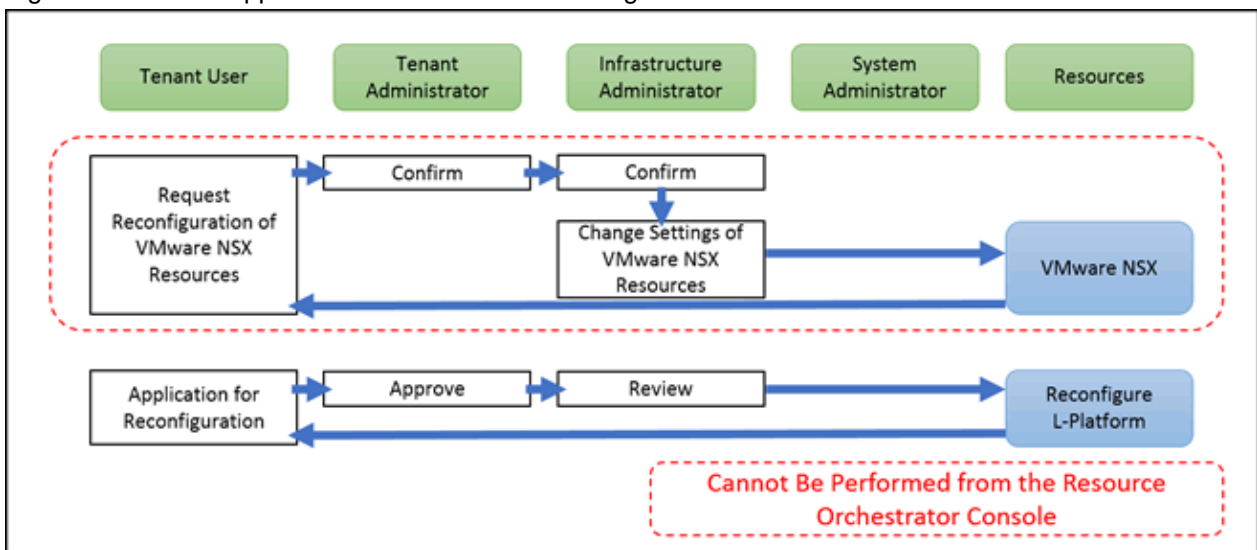 Tenant User
Tenant
Administrator
Infrastructure
Administrator
System
Administrator
Resources
Request
Reconfiguration of
VMware NSX
Resources
Confirm
Confirm
Change Settings of
VMware NSX
Resources
VMware NSX
Application for
Reconfiguration
Approve
Review
Reconfigure
L-Platform
Cannot Be Performed from the Resource
Orchestrator Console